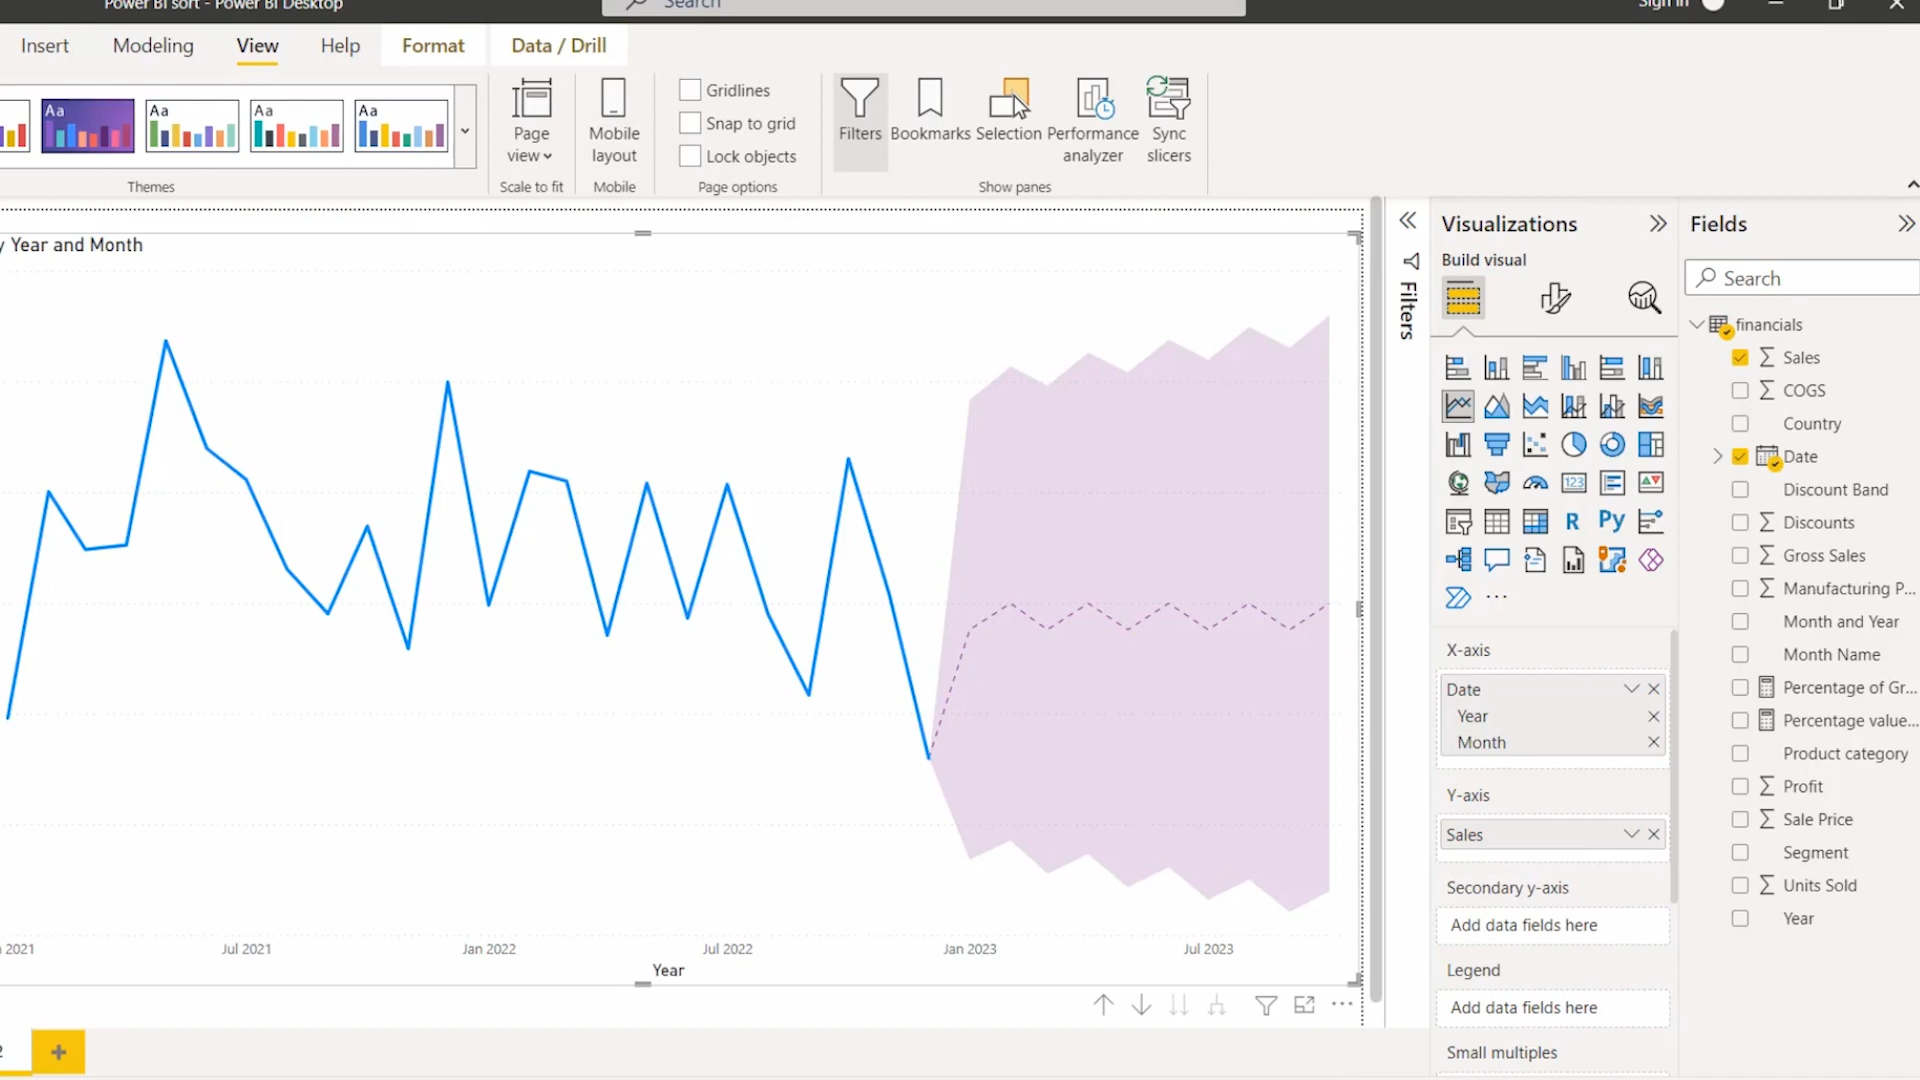 Power BI sort - Power BI Desktop
Search
Sign in
Insert
Modeling
View
Help
Format
Data / Drill
Aa
Aa
Aa
Aa
Page view
Mobile layout
Gridlines
Snap to grid
Lock objects
Filters
Bookmarks
Selection
Performance analyzer
Sync slicers
Themes
Scale to fit
Mobile
Page options
Show panes
y Year and Month
2021
Jul 2021
Jan 2022
Jul 2022
Jan 2023
Jul 2023
Year
Filters
Visualizations
Build visual
123
R
Py
X-axis
Date
Year
Month
Y-axis
Sales
Secondary y-axis
Add data fields here
Legend
Add data fields here
Small multiples
Fields
Search
financials
Sales
COGS
Country
Date
Discount Band
Discounts
Gross Sales
Manufacturing P...
Month and Year
Month Name
Percentage of Gr...
Percentage value...
Product category
Profit
Sale Price
Segment
Units Sold
Year